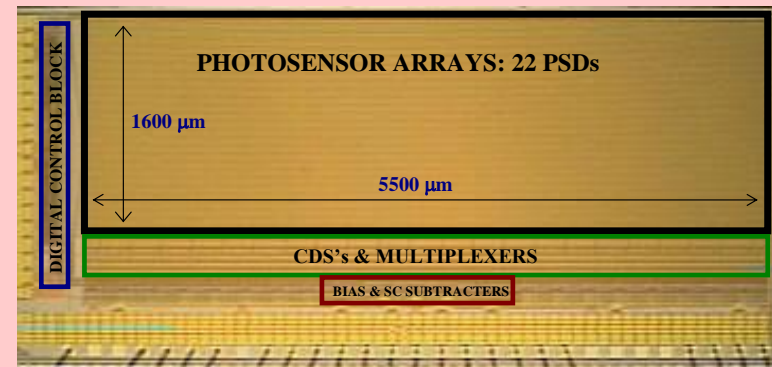 PHOTOSENSOR ARRAYS: 22 PSDs
DIGITAL CONTROL BLOCK
1600 μm
5500 μm
CDS's & MULTIPLEXERS
BIAS & SC SUBTRACTERS